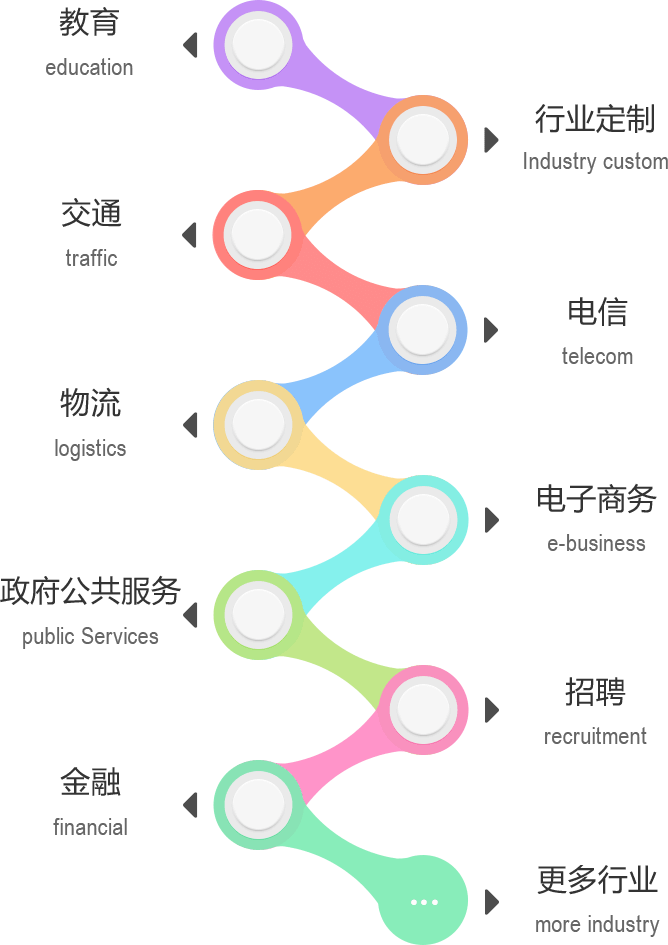 教育
education
行业定制
Industry custom
交通
traffic
电信
telecom
物流
logistics
电子商务
e-business
政府公共服务
public Services
招聘
recruitment
金融
financial
更多行业
more industry